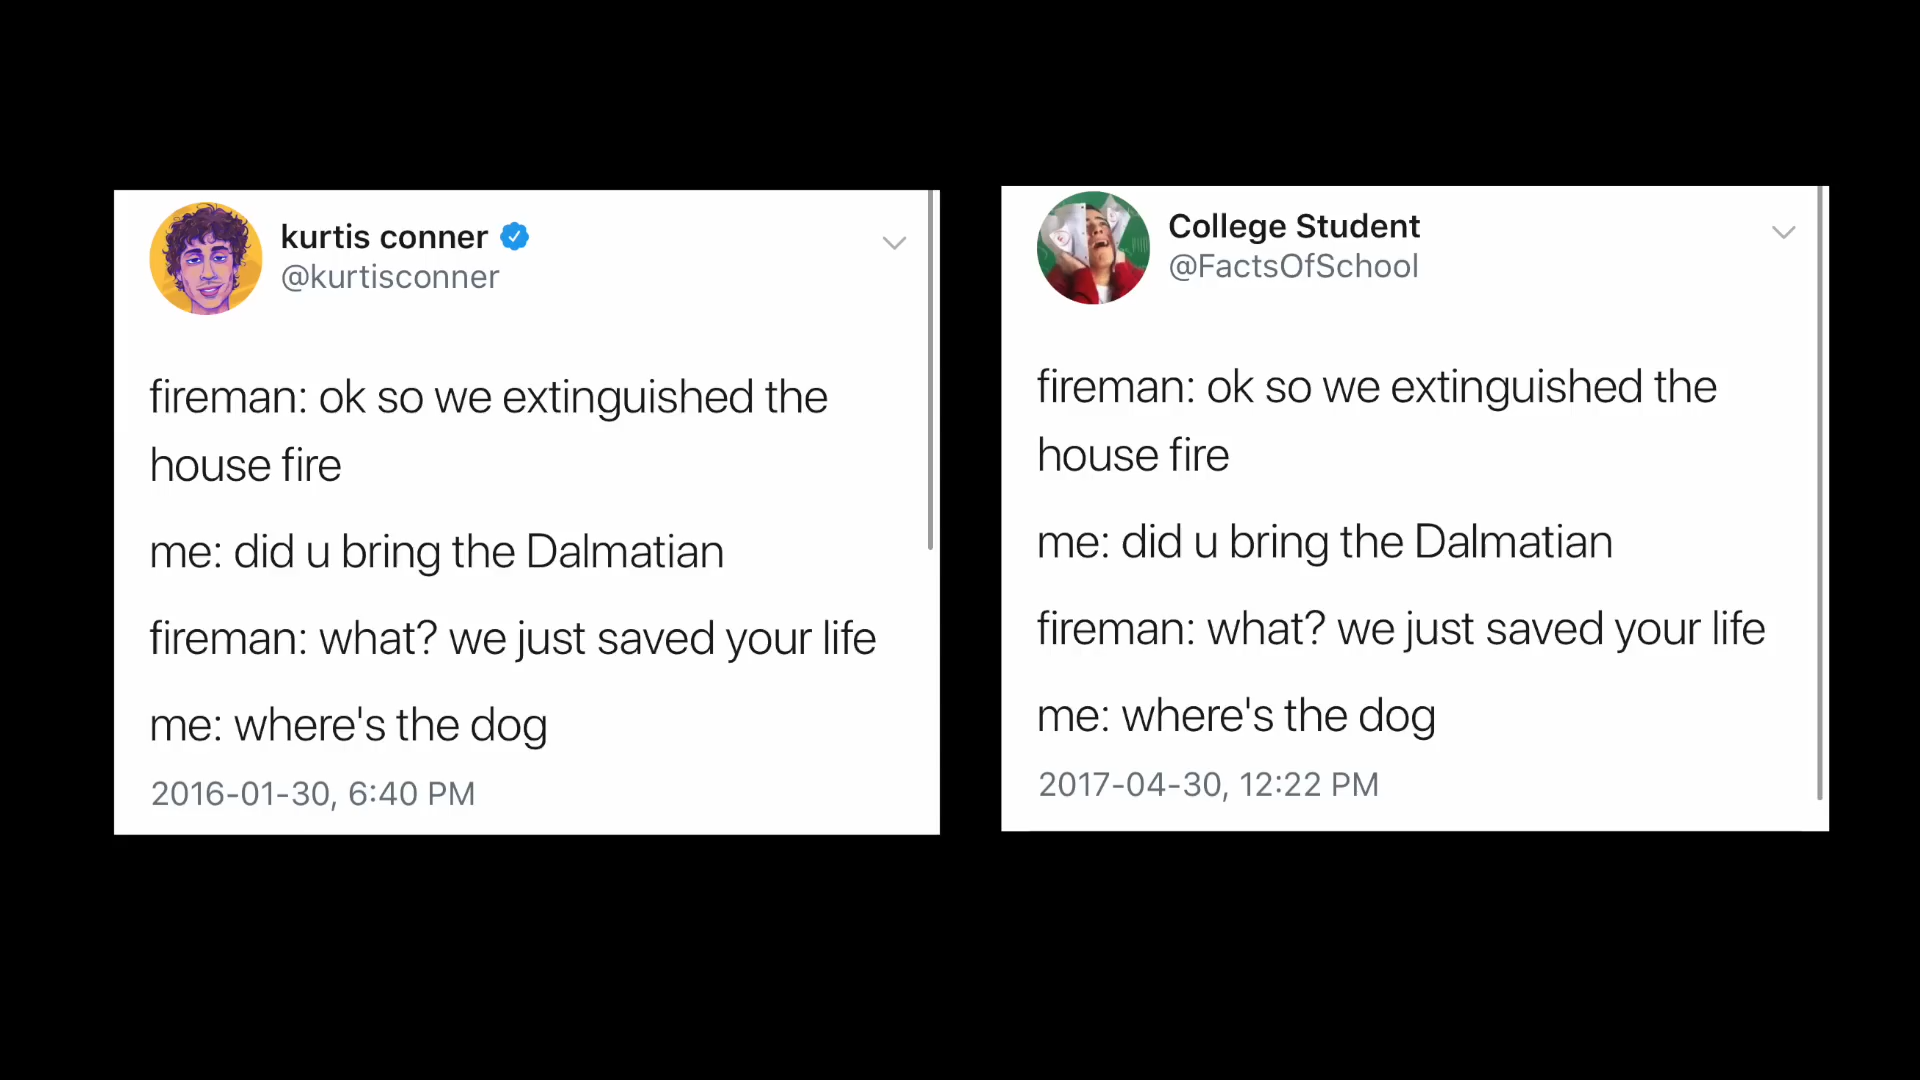 kurtis conner
@kurtisconner
fireman: ok so we extinguished the
house fire
me: did u bring the Dalmatian
fireman: what? we just saved your life
me: where's the dog
2016-01-30, 6:40 PM
College Student
@FactsOfSchool
fireman: ok so we extinguished the
house fire
me: did u bring the Dalmatian
fireman: what? we just saved your life
me: where's the dog
2017-04-30, 12:22 PM